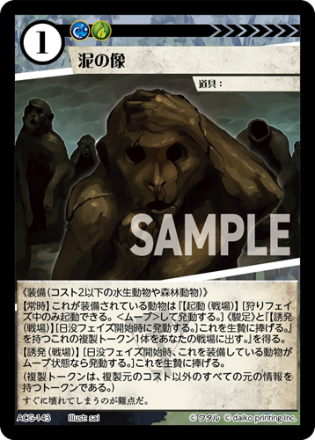 1
泥の像
道具：
SAMPLE
《装備（コスト2以下の水生動物や森林動物）》
【常時】これが装備されている動物は「【起動（戦場）】［狩りフェイ
ズ中のみ起動できる。＜ムーブ＞して発動する。］《駿足》と『【誘発
（戦場）】［日没フェイズ開始時に発動する。］これを生贄に捧げる。』
を持つこれの複製トークン1体をあなたの戦場に出す。」を得る。
【誘発（戦場）】［日没フェイズ開始時、これを装備している動物が
ムーブ状態なら発動する。］これを生贄に捧げる。
（複製トークンは、複製元のコスト以外のすべての元の情報を
持つトークンである。）
すぐに壊れてしまうのが難点だ。
ACG-143 Illust: sai
© ワタル © daiko printing Inc.